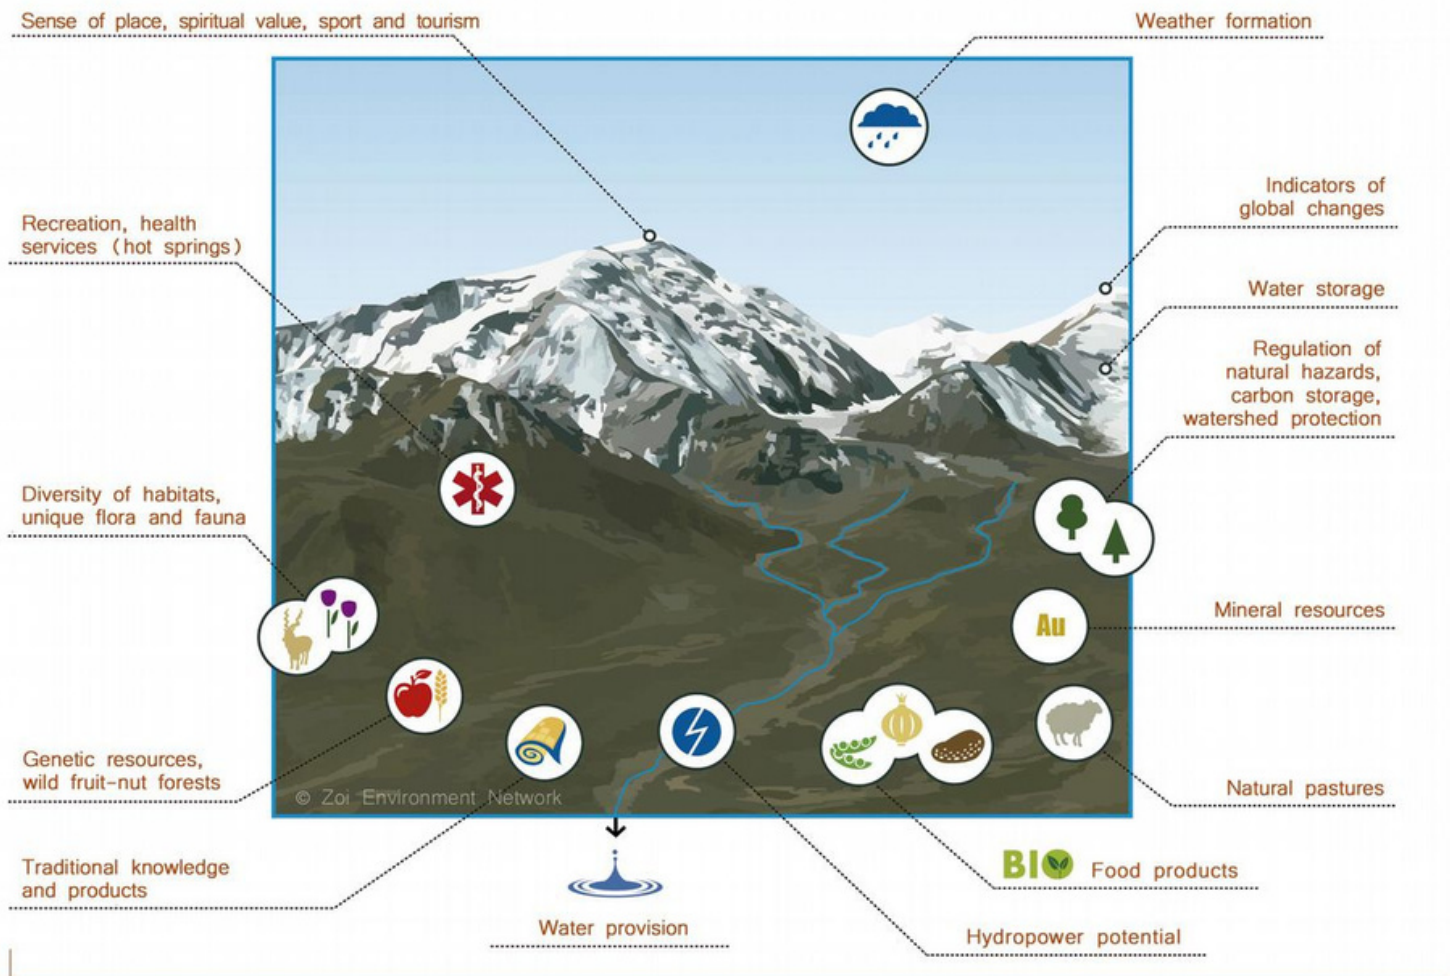 Sense of place, spiritual value, sport and tourism
Weather formation
Indicators of
global changes
Recreation, health
services (hot springs)
Water storage
Regulation of
natural hazards,
carbon storage,
watershed protection
Diversity of habitats,
unique flora and fauna
Au
Mineral resources
Genetic resources,
wild fruit-nut forests
Natural pastures
© Zoi Environment Network
Traditional knowledge
and products
BIO Food products
Water provision
Hydropower potential